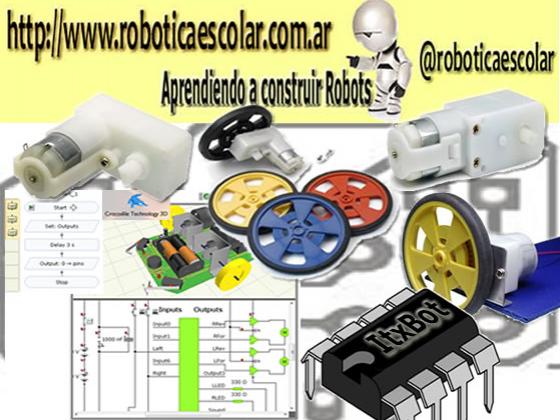 http://www.roboticaescolar.com.ar
@roboticaescolar
Aprendiendo a construir Robots
Start
Set: Outputs
Delay 3 s
Output: 0 → pins
Stop
Crocodile Technology 3D
Inputs Outputs
Input0
Input1
Left
Input6
Right
RRev
RFor
LRev
LFor
Output2
LLED
RLED
Sound
1000 mF
330 Ω
330 Ω
ItxBot